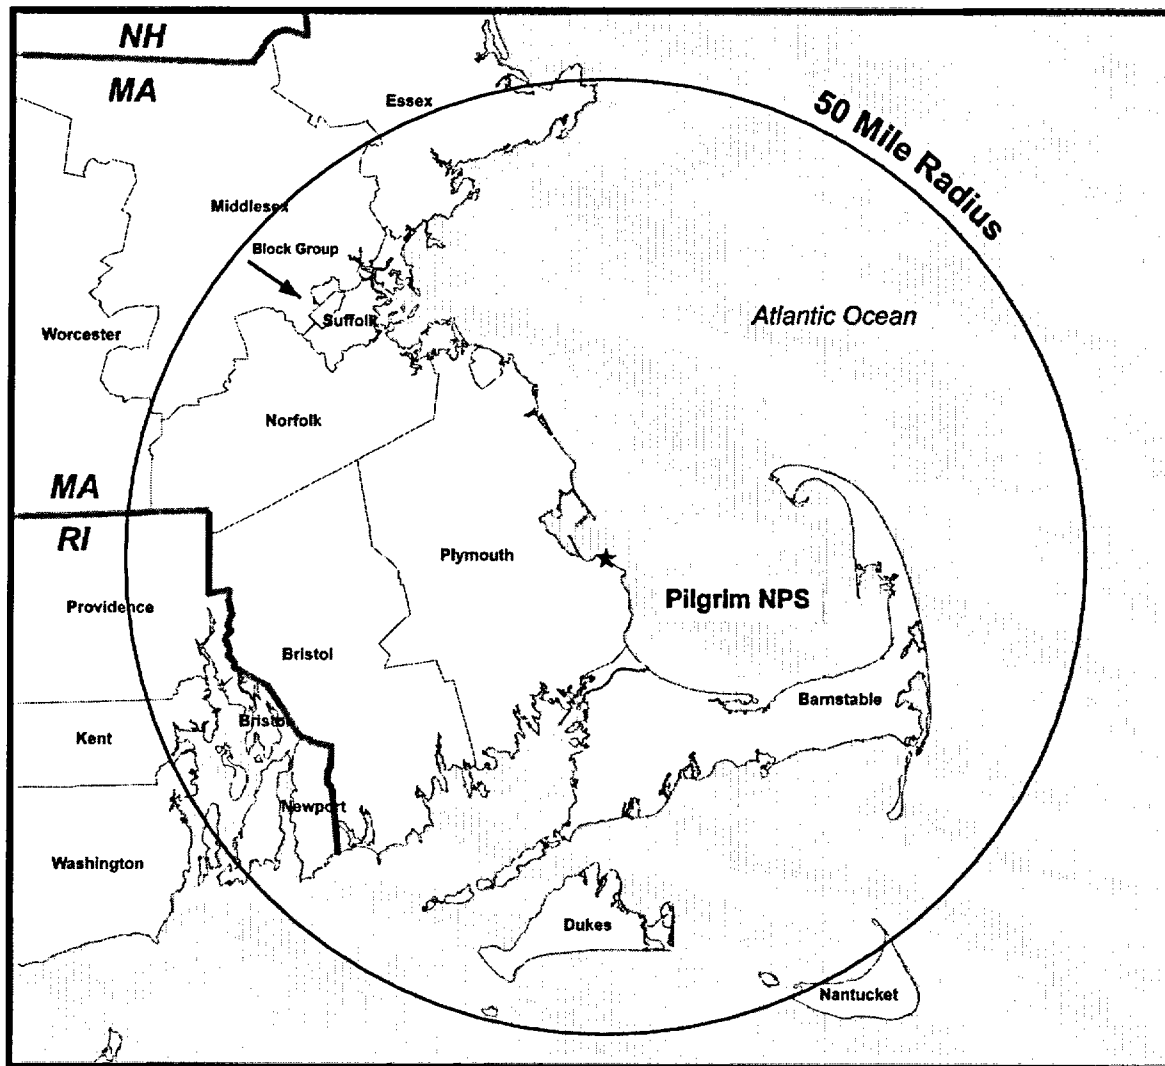 NH
MA
Essex
50 Mile Radius
Middlesex
Block Group
Suffolk
Atlantic Ocean
Worcester
Norfolk
MA
RI
Plymouth
Pilgrim NPS
Providence
Bristol
Barnstable
Bristol
Kent
Newport
Washington
Dukes
Nantucket